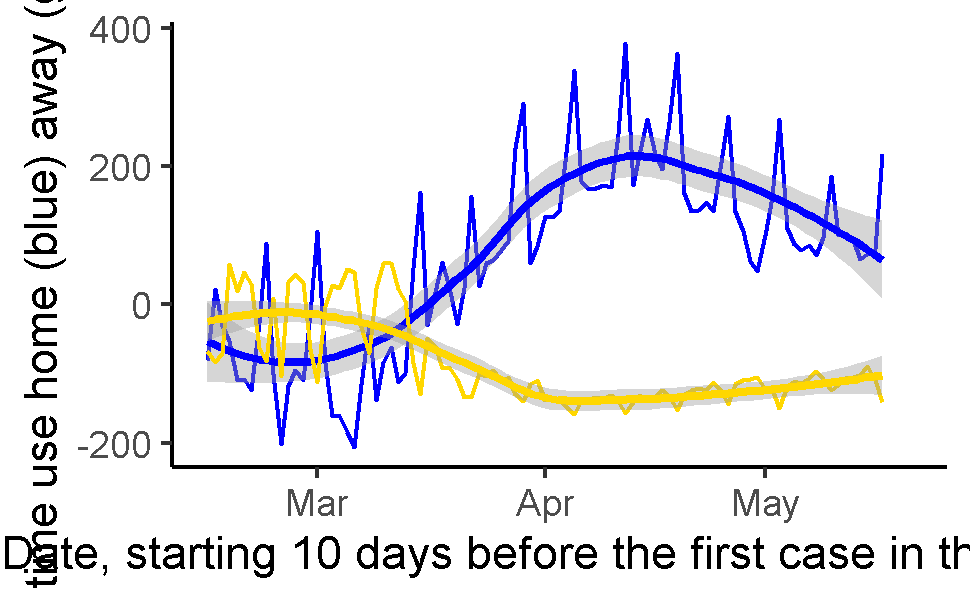 time use home (blue) away (
400
200
0
-200
Mar Apr May
Date, starting 10 days before the first case in th